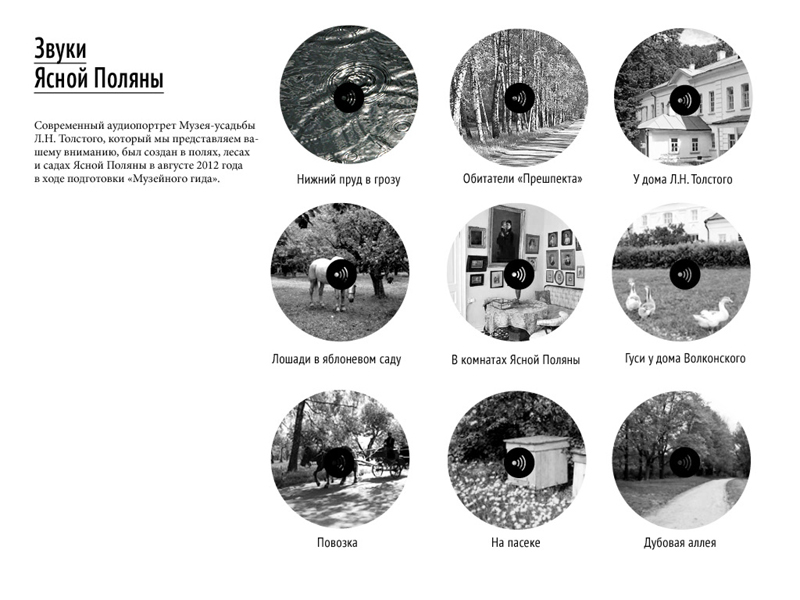 Звуки
Ясной Поляны
Современный аудиопортрет Музея-усадьбы
Л.Н. Толстого, который мы представляем ва-
шему вниманию, был создан в полях, лесах
и садах Ясной Поляны в августе 2012 года
в ходе подготовки «Музейного гида».
Нижний пруд в грозу
Обитатели «Прешпекта»
У дома Л.Н. Толстого
Лошади в яблоневом саду
В комнатах Ясной Поляны
Гуси у дома Волконского
Повозка
На пасеке
Дубовая аллея